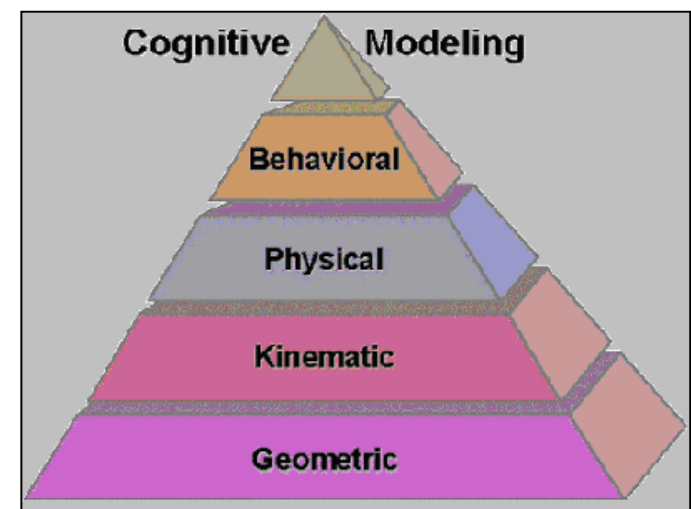 Cognitive Modeling
Behavioral
Physical
Kinematic
Geometric